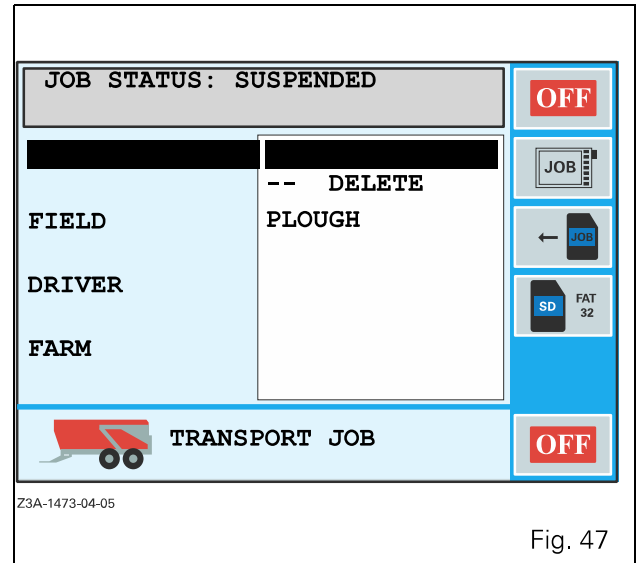 JOB STATUS: SUSPENDED
OFF
JOB
-- DELETE
FIELD
PLOUGH
← JOB
DRIVER
SD FAT
32
FARM
TRANSPORT JOB
OFF
Z3A-1473-04-05
Fig. 47